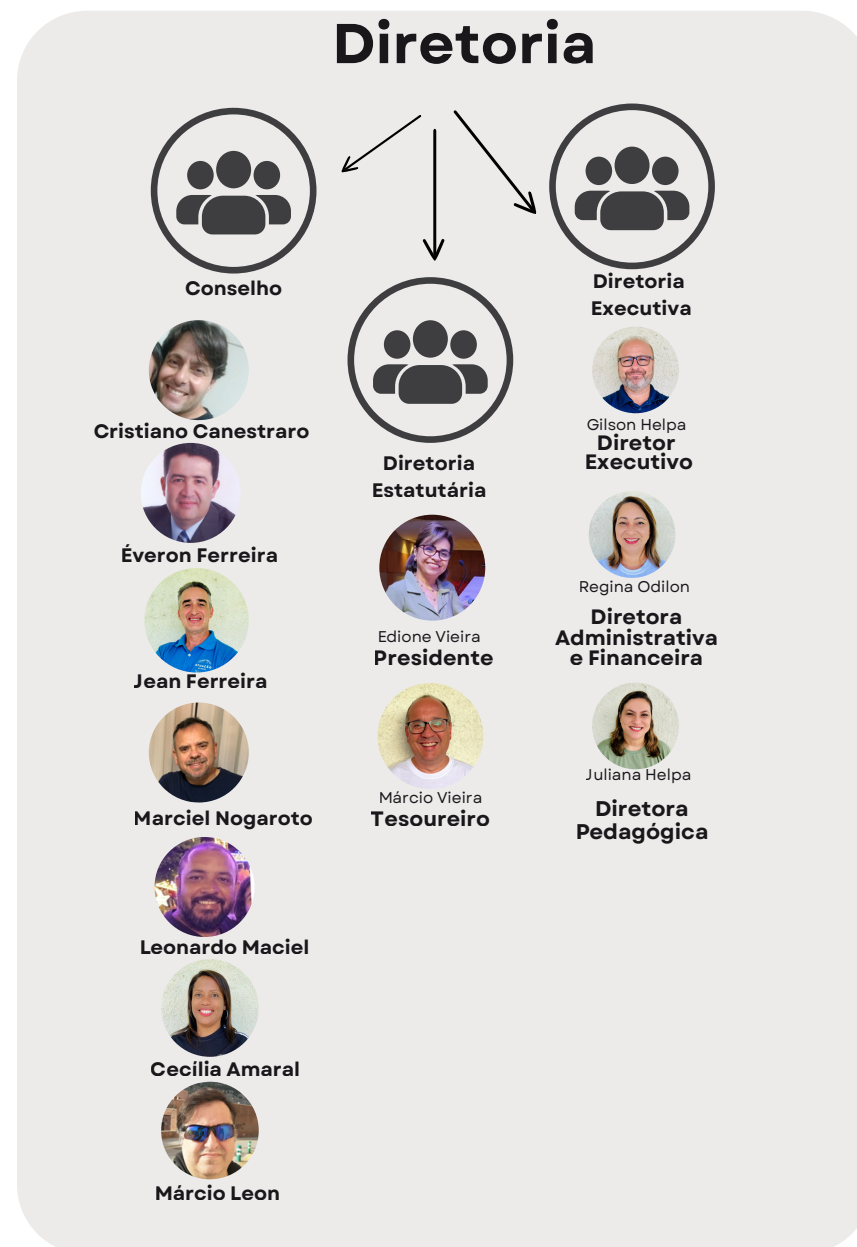 Diretoria
Conselho
Cristiano Canestraro
Éveron Ferreira
Jean Ferreira
Marciel Nogaroto
Leonardo Maciel
Cecília Amaral
Márcio Leon
Diretoria
Estatutária
Edione Vieira
Presidente
Márcio Vieira
Tesoureiro
Diretoria
Executiva
Gilson Helpa
Diretor
Executivo
Regina Odilon
Diretora
Administrativa
e Financeira
Juliana Helpa
Diretora
Pedagógica